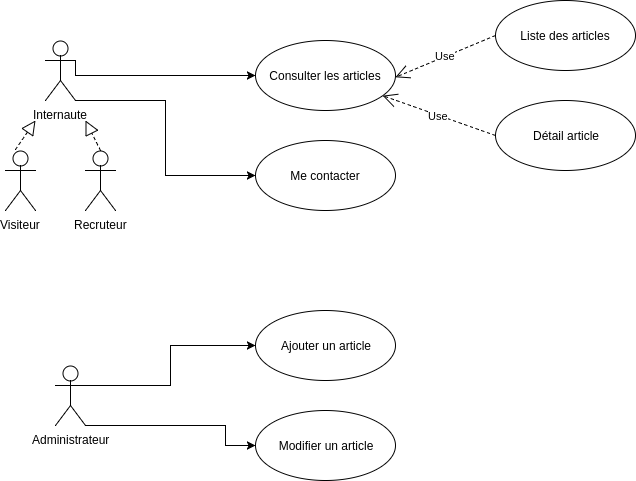 Liste des articles
Use
Consulter les articles
Internaute
Use
Détail article
Me contacter
Visiteur
Recruteur
Ajouter un article
Administrateur
Modifier un article